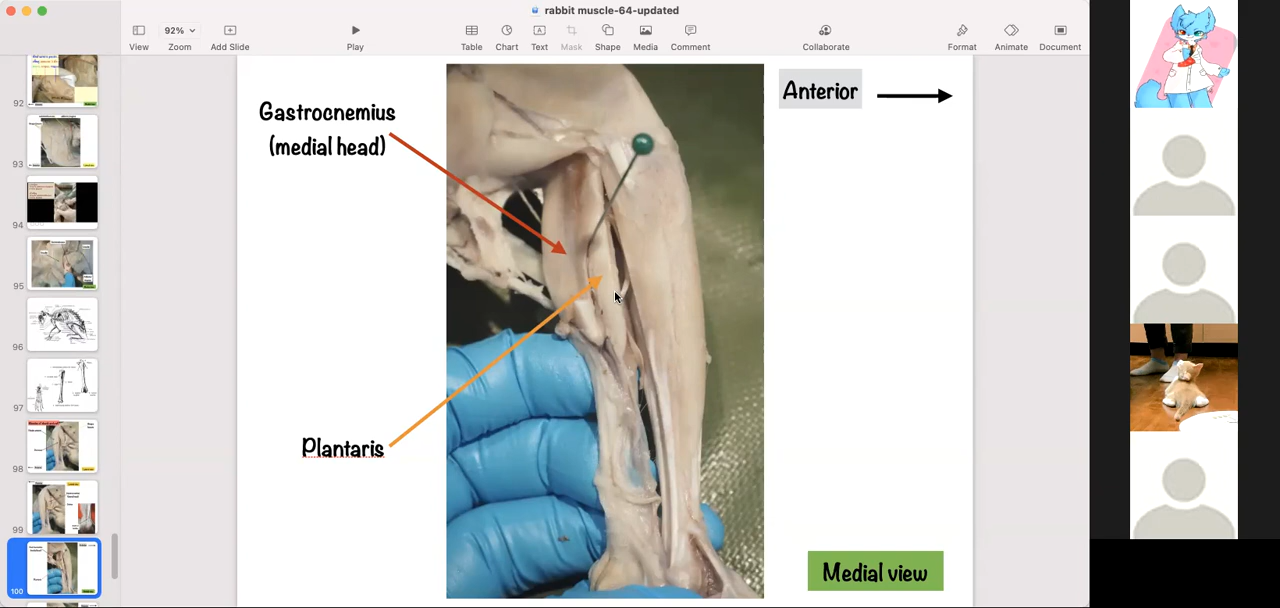 rabbit muscle-64-updated
92%
View
Zoom
Add Slide
Play
Table
Chart
Text
Mask
Shape
Media
Comment
Collaborate
Format
Animate
Document
92
93
94
95
96
97
98
99
100
Gastrocnemius
(medial head)
Plantaris
Anterior
Medial view